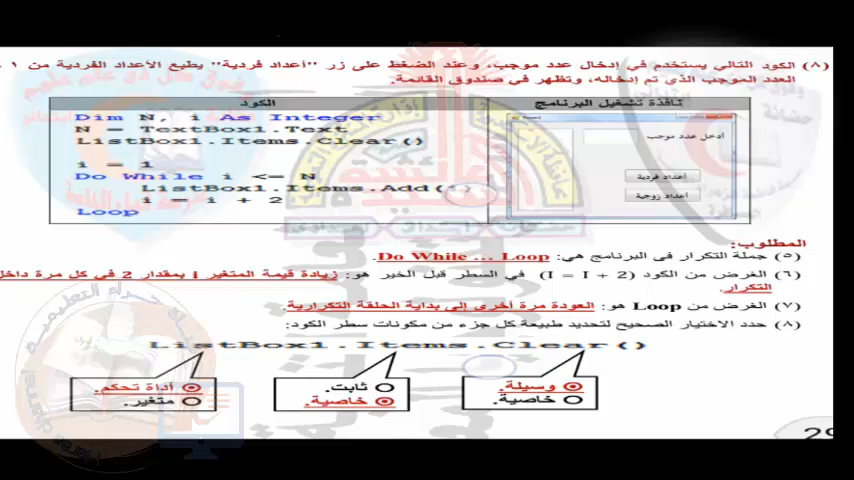 (٨) الكود التالي يستخدم في إدخال عدد موجب، وعند الضغط على زر "أعداد فردية" يطبع الأعداد الفردية من ١
العدد الموجب الذي تم إدخاله، وتظهر في صندوق القائمة.
نافذة تشغيل البرنامج
الكود
Dim N, i As Integer
N = TextBox1.Text
ListBox1.Items.Clear()
i = 1
Do While i <= N
ListBox1.Items.Add(i)
i = i + 2
Loop
أدخل عدد موجب
أعداد فردية
أعداد زوجية
المطلوب:
(٥) جملة التكرار في البرنامج هي: Do While ... Loop.
(٦) الغرض من الكود (I = I + 2) في السطر قبل الخير هو: زيادة قيمة المتغير i بمقدار 2 في كل مرة داخل
التكرار.
(٧) الغرض من Loop هو: العودة مرة أخرى إلى بداية الحلقة التكرارية.
(٨) حدد الاختيار الصحيح لتحديد طبيعة كل جزء من مكونات سطر الكود:
ListBox1.Items.Clear()
وسيلة.
خاصية.
ثابت.
خاصية.
أداة تحكم.
متغير.
29